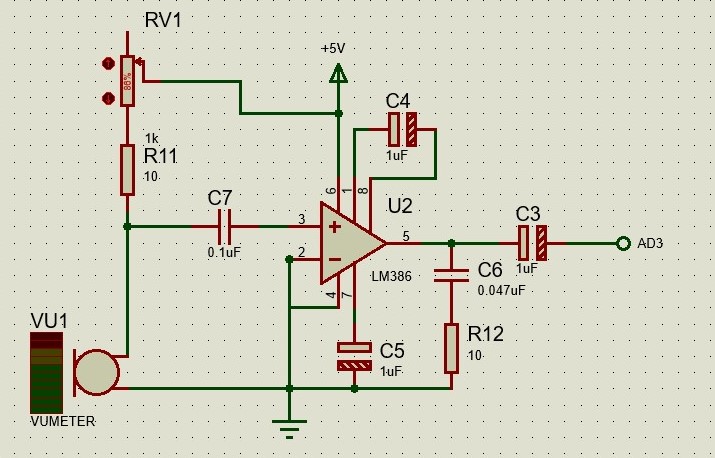 RV1
+5V
86%
C4
1k
R11
10
1uF
6
1
8
C7
U2
3
5
C3
0.1uF
2
AD3
LM386
1uF
C6
4
7
0.047uF
VU1
R12
C5
10
1uF
VUMETER